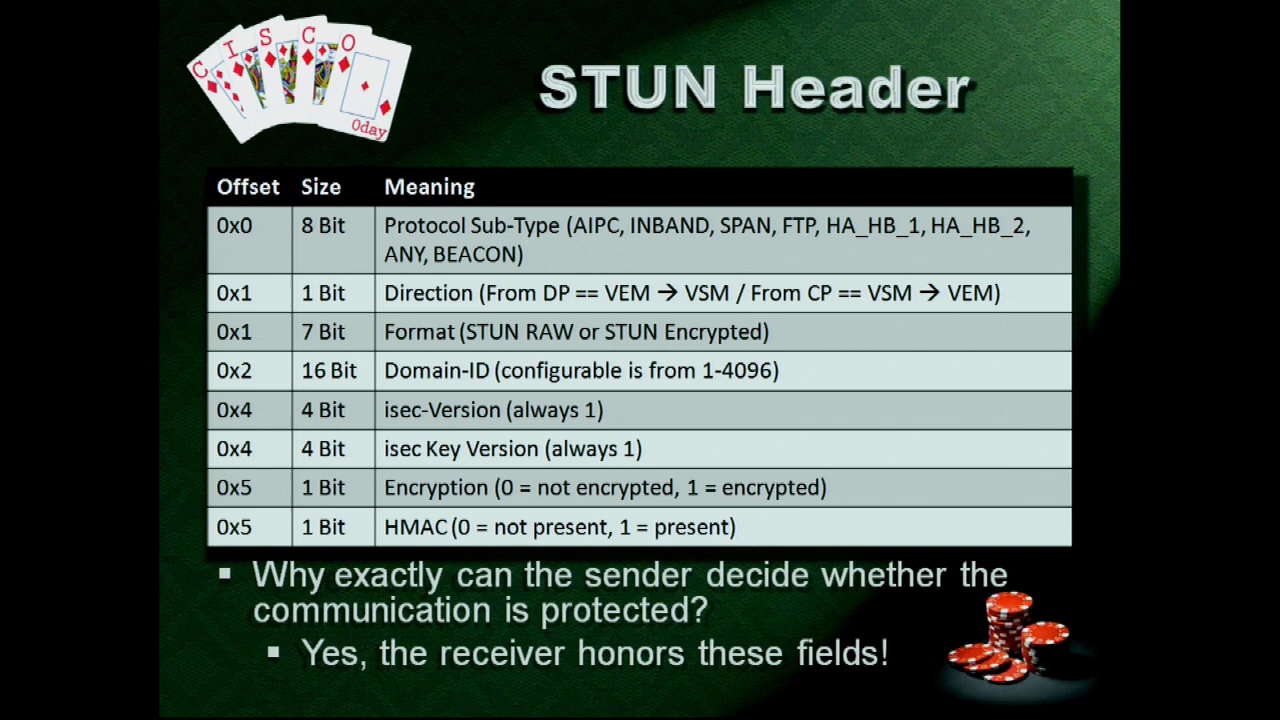 CISCO
0day
STUN Header
Offset Size Meaning
0x0 8 Bit Protocol Sub-Type (AIPC, INBAND, SPAN, FTP, HA_HB_1, HA_HB_2,
ANY, BEACON)
0x1 1 Bit Direction (From DP == VEM → VSM / From CP == VSM → VEM)
0x1 7 Bit Format (STUN RAW or STUN Encrypted)
0x2 16 Bit Domain-ID (configurable is from 1-4096)
0x4 4 Bit isec-Version (always 1)
0x4 4 Bit isec Key Version (always 1)
0x5 1 Bit Encryption (0 = not encrypted, 1 = encrypted)
0x5 1 Bit HMAC (0 = not present, 1 = present)
▪ Why exactly can the sender decide whether the
communication is protected?
▪ Yes, the receiver honors these fields!